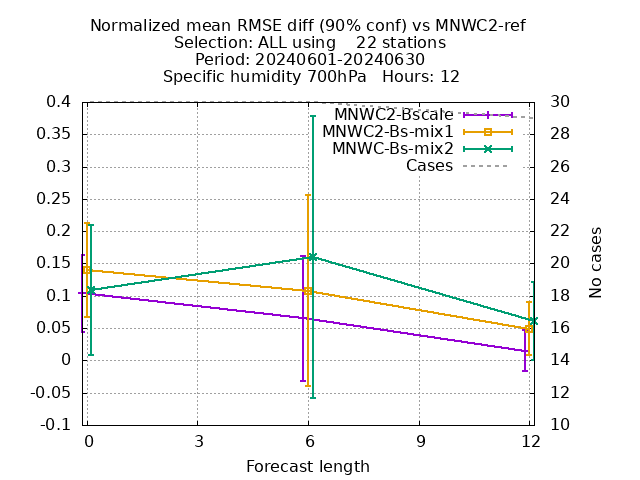 Normalized mean RMSE diff (90% conf) vs MNWC2-ref
Selection: ALL using    22 stations
Period: 20240601-20240630
Specific humidity 700hPa   Hours: 12
MNWC2-Bscale
MNWC2-Bs-mix1
MNWC-Bs-mix2
Cases
0.4
0.35
0.3
0.25
0.2
0.15
0.1
0.05
0
-0.05
-0.1
30
28
26
24
22
20
18
16
14
12
10
No cases
0 3 6 9 12
Forecast length